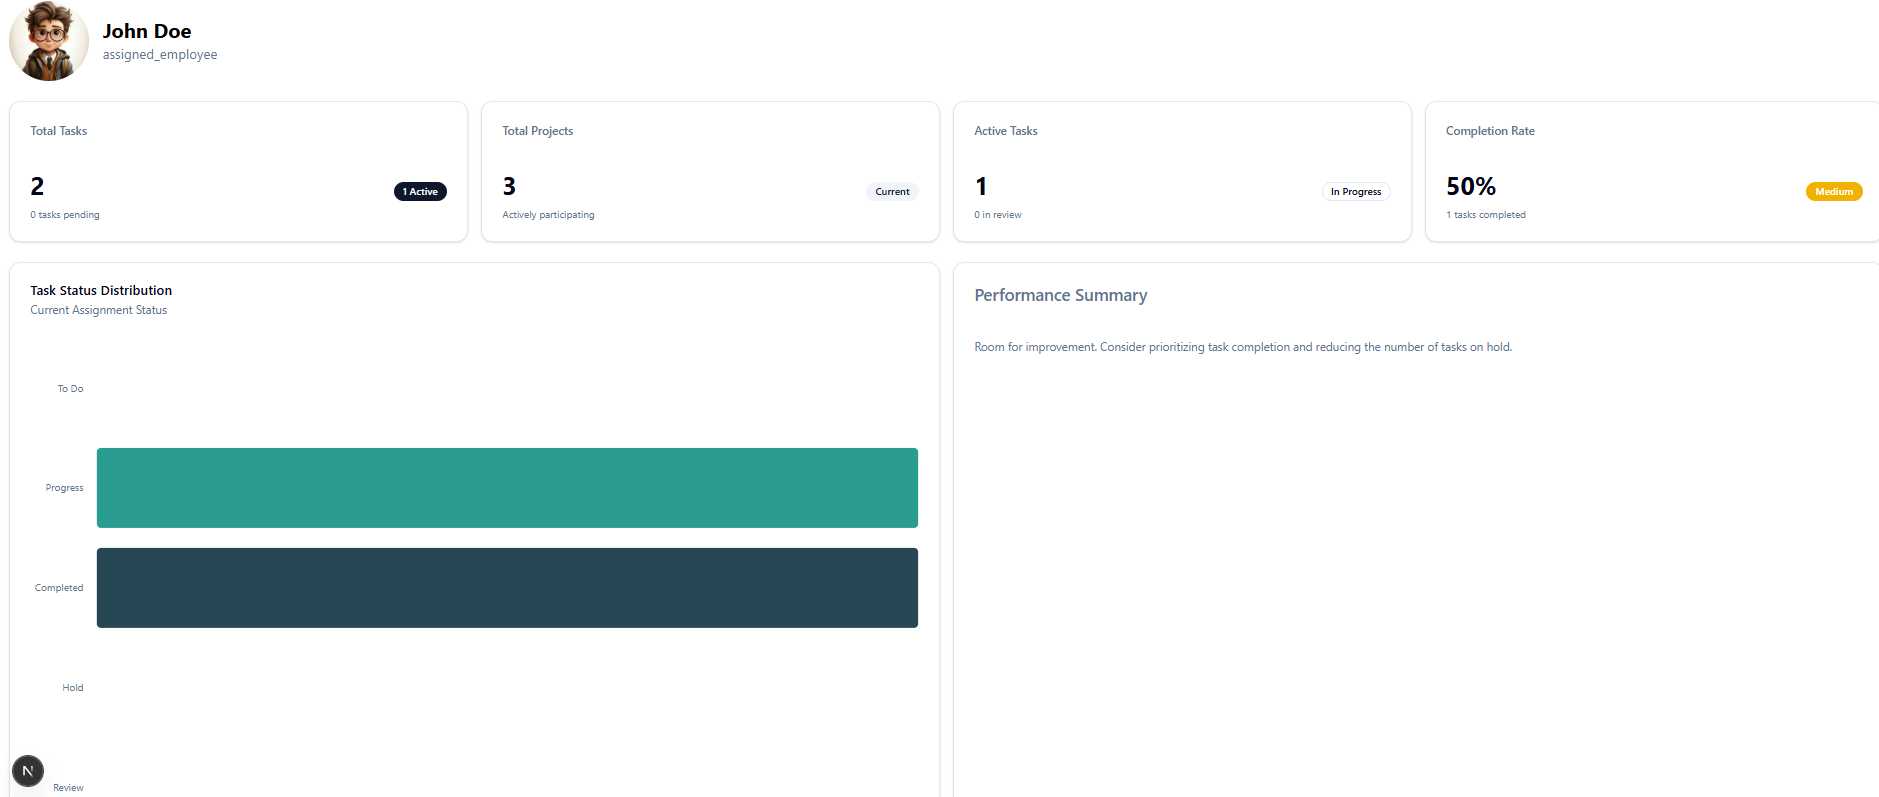 John Doe
assigned_employee
Total Tasks
2
1 Active
0 tasks pending
Total Projects
3
Current
Actively participating
Active Tasks
1
In Progress
0 in review
Completion Rate
50%
Medium
1 tasks completed
Task Status Distribution
Current Assignment Status
To Do
Progress
Completed
Hold
Review
N
Performance Summary
Room for improvement. Consider prioritizing task completion and reducing the number of tasks on hold.